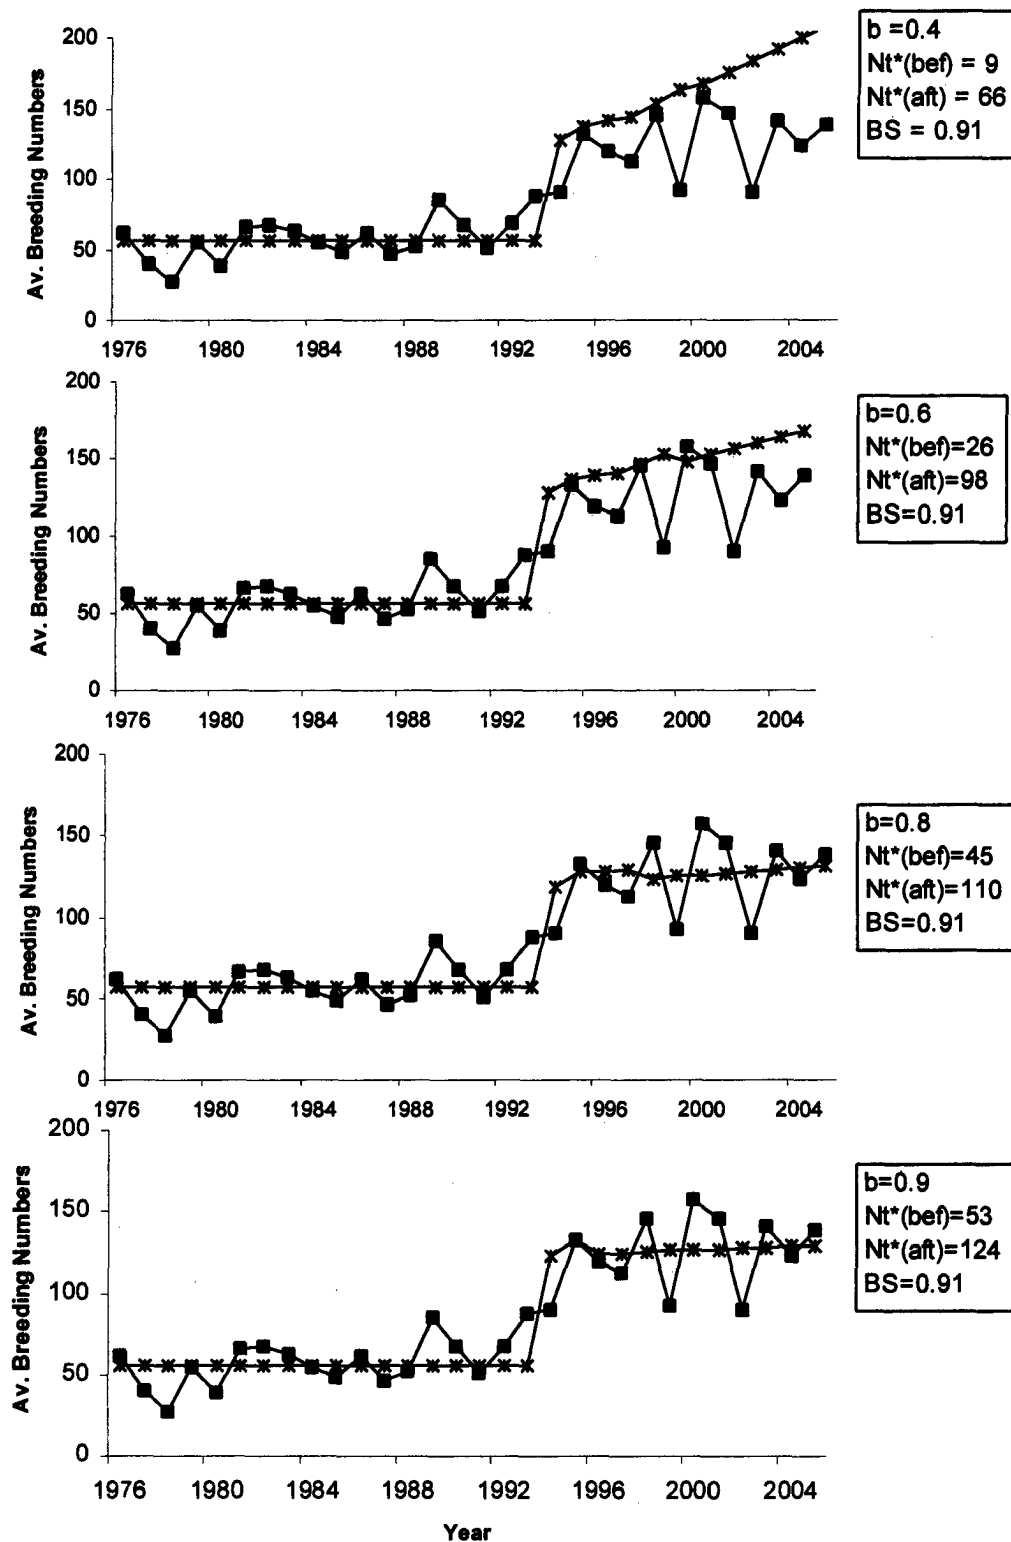 200
150
100
50
0
Av. Breeding Numbers
1976 1980 1984 1988 1992 1996 2000 2004
b =0.4
Nt*(bef) = 9
Nt*(aft) = 66
BS = 0.91
200
150
100
50
0
Av. Breeding Numbers
1976 1980 1984 1988 1992 1996 2000 2004
b=0.6
Nt*(bef)=26
Nt*(aft)=98
BS=0.91
200
150
100
50
0
Av. Breeding Numbers
1976 1980 1984 1988 1992 1996 2000 2004
b=0.8
Nt*(bef)=45
Nt*(aft)=110
BS=0.91
200
150
100
50
0
Av. Breeding Numbers
1976 1980 1984 1988 1992 1996 2000 2004
Year
b=0.9
Nt*(bef)=53
Nt*(aft)=124
BS=0.91